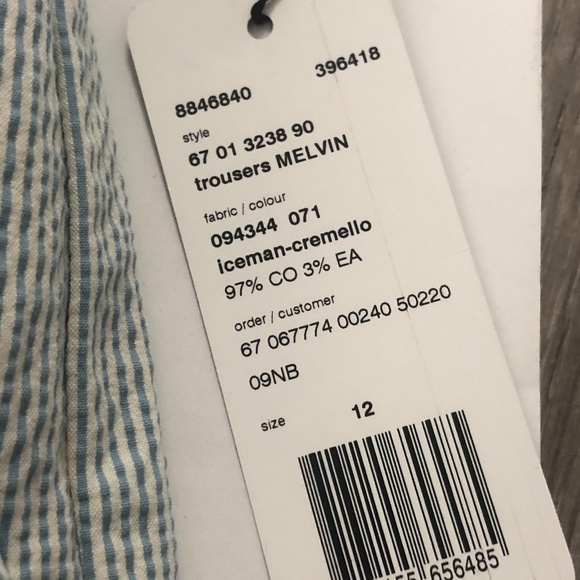 8846840 396418
style
67 01 3238 90
trousers MELVIN
fabric / colour
094344 071
iceman-cremello
97% CO 3% EA
order / customer
67 067774 00240 50220
09NB
size 12
656485